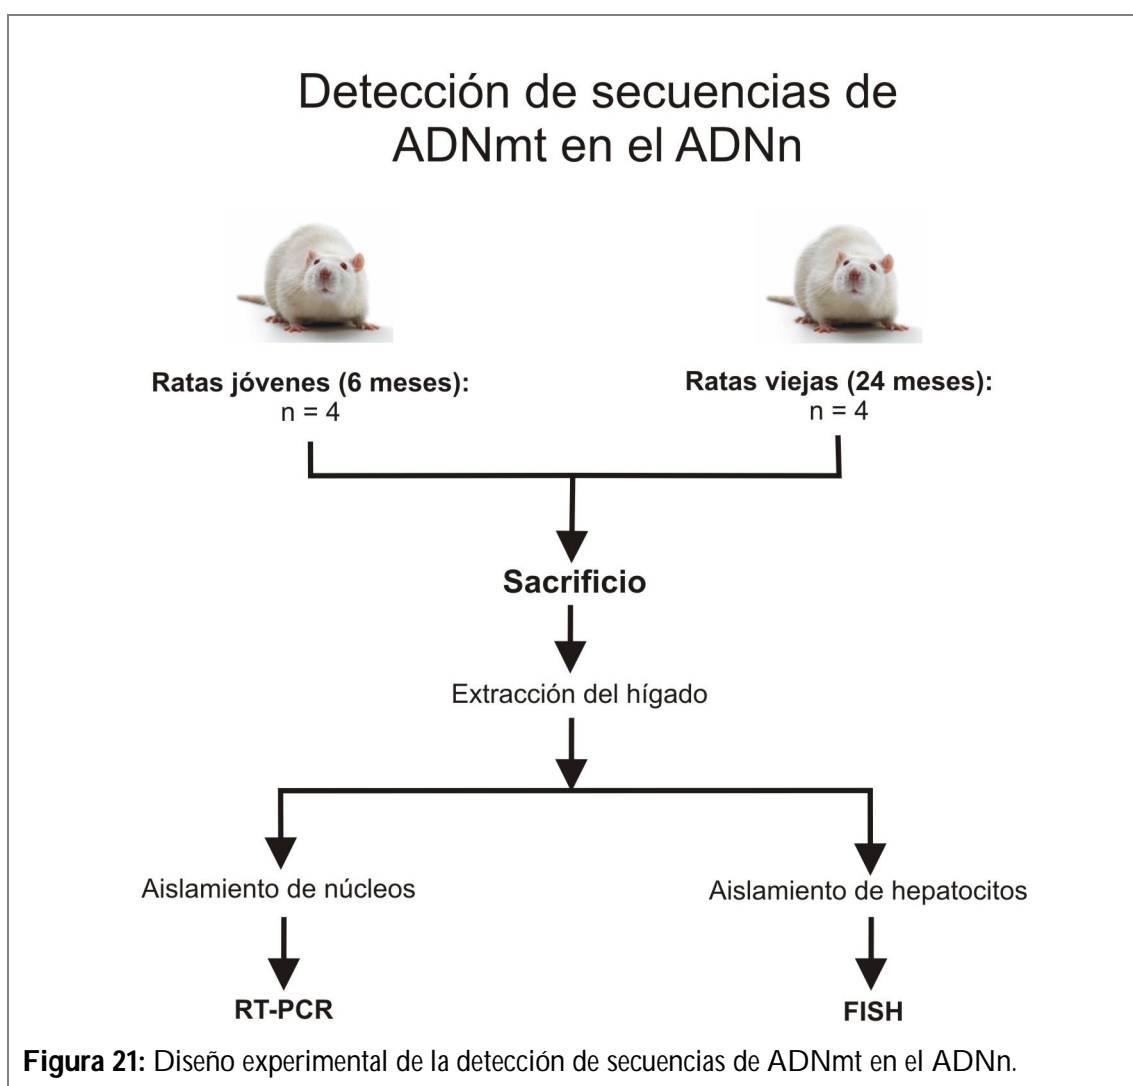 Detección de secuencias de
ADNmt en el ADNn
Ratas jóvenes (6 meses):
n = 4
Ratas viejas (24 meses):
n = 4
Sacrificio
Extracción del hígado
Aislamiento de núcleos
Aislamiento de hepatocitos
RT-PCR
FISH
Figura 21: Diseño experimental de la detección de secuencias de ADNmt en el ADNn.